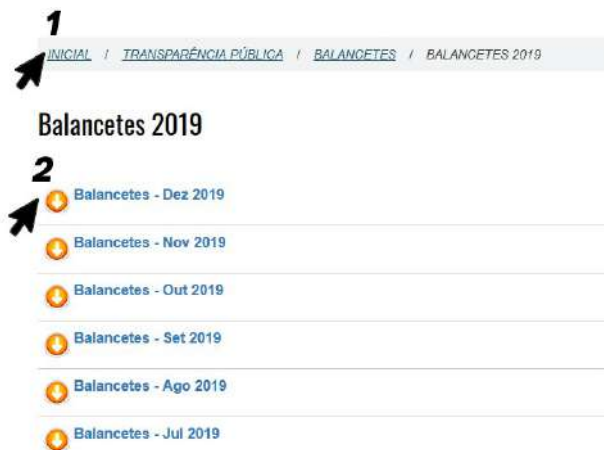 1
INICIAL / TRANSPARÊNCIA PÚBLICA / BALANCETES / BALANCETES 2019
Balancetes 2019
2
Balancetes - Dez 2019
Balancetes - Nov 2019
Balancetes - Out 2019
Balancetes - Set 2019
Balancetes - Ago 2019
Balancetes - Jul 2019